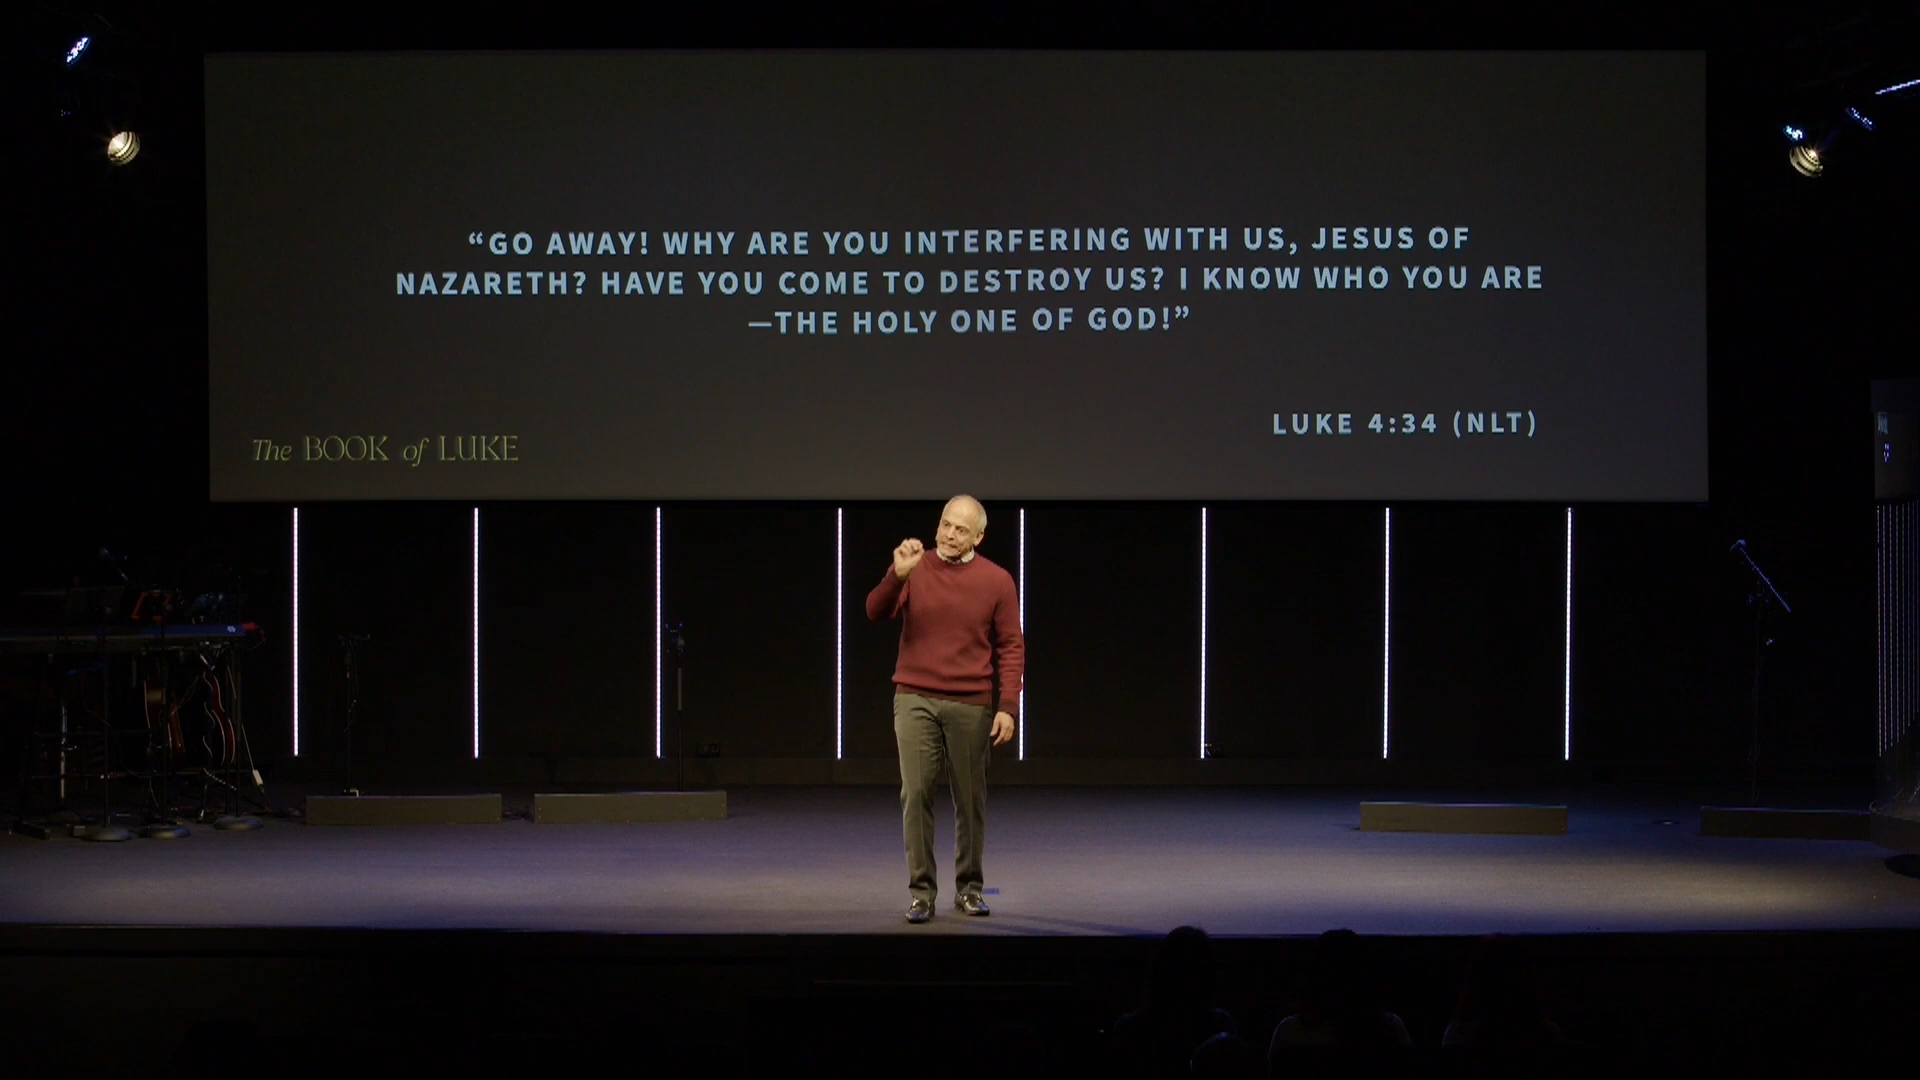 “GO AWAY! WHY ARE YOU INTERFERING WITH US, JESUS OF
NAZARETH? HAVE YOU COME TO DESTROY US? I KNOW WHO YOU ARE
—THE HOLY ONE OF GOD!”
LUKE 4:34 (NLT)
The BOOK of LUKE